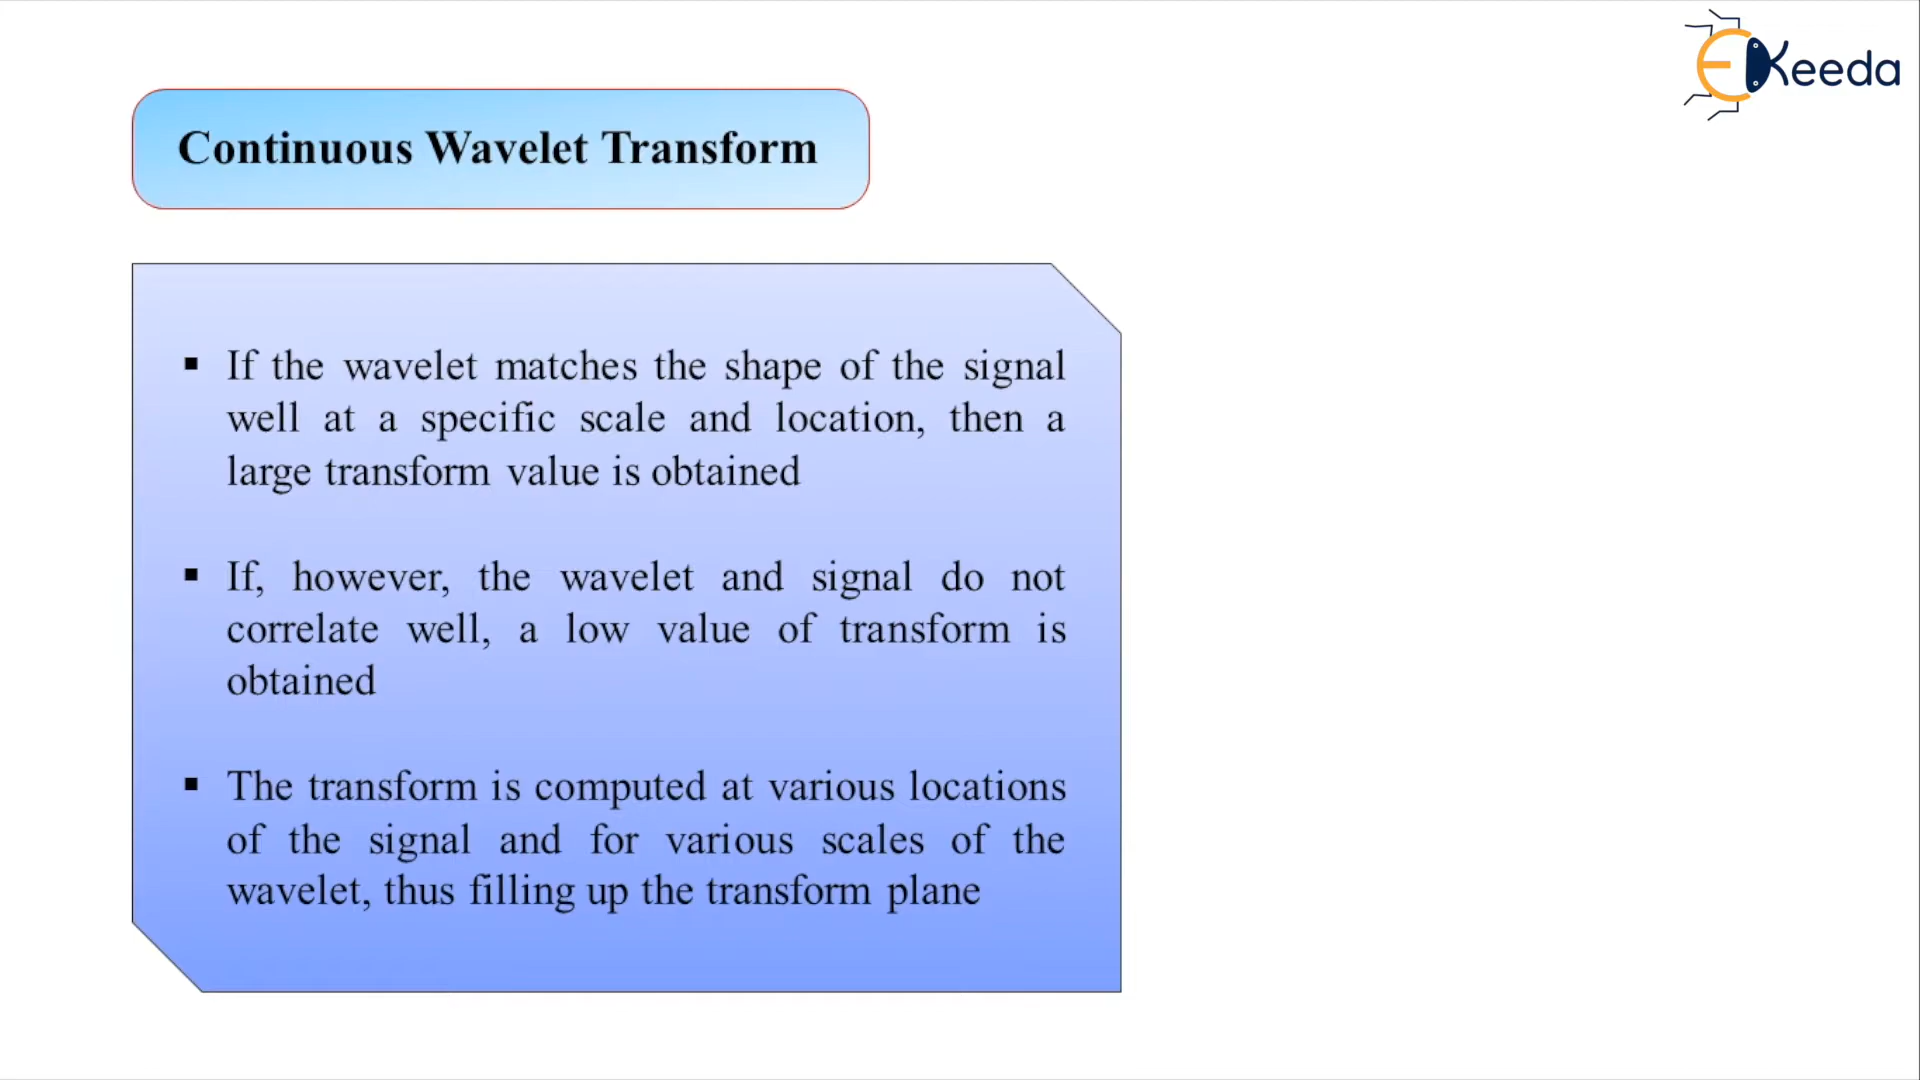 EKeeda
Continuous Wavelet Transform
▪ If the wavelet matches the shape of the signal
well at a specific scale and location, then a
large transform value is obtained
▪ If, however, the wavelet and signal do not
correlate well, a low value of transform is
obtained
▪ The transform is computed at various locations
of the signal and for various scales of the
wavelet, thus filling up the transform plane